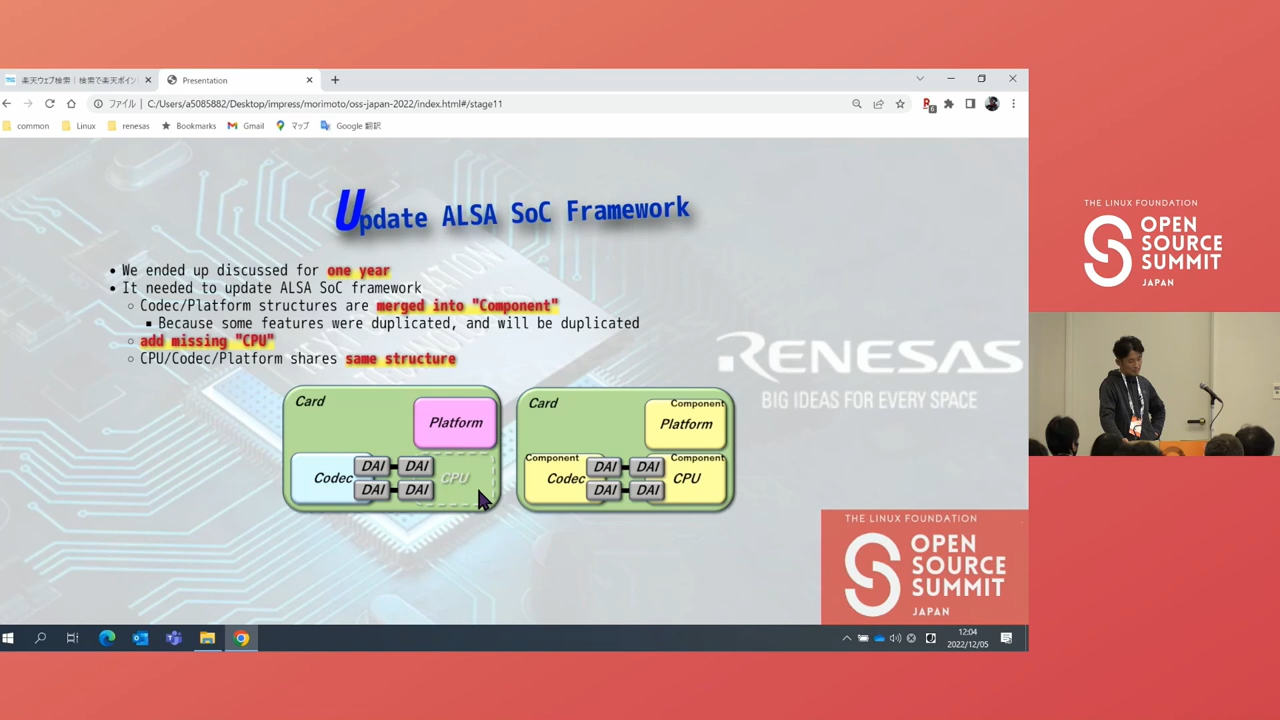 楽天ウェブ検索｜検索で楽天ポイン
Presentation
ファイル
C:/Users/a5085882/Desktop/impress/morimoto/oss-japan-2022/index.html#/stage11
common
Linux
renesas
Bookmarks
Gmail
マップ
Google 翻訳
Update ALSA SoC Framework
We ended up discussed for one year
It needed to update ALSA SoC framework
Codec/Platform structures are merged into "Component"
Because some features were duplicated, and will be duplicated
add missing "CPU"
CPU/Codec/Platform shares same structure
Card
Platform
Codec
DAI
DAI
CPU
DAI
DAI
Card
Component
Platform
Component
Component
Codec
DAI
DAI
CPU
DAI
DAI
RENESAS
BIG IDEAS FOR EVERY SPACE
THE LINUX FOUNDATION
OPEN
SOURCE
SUMMIT
JAPAN
12:04
2022/12/05
THE LINUX FOUNDATION
OPEN
SOURCE
SUMMIT
JAPAN